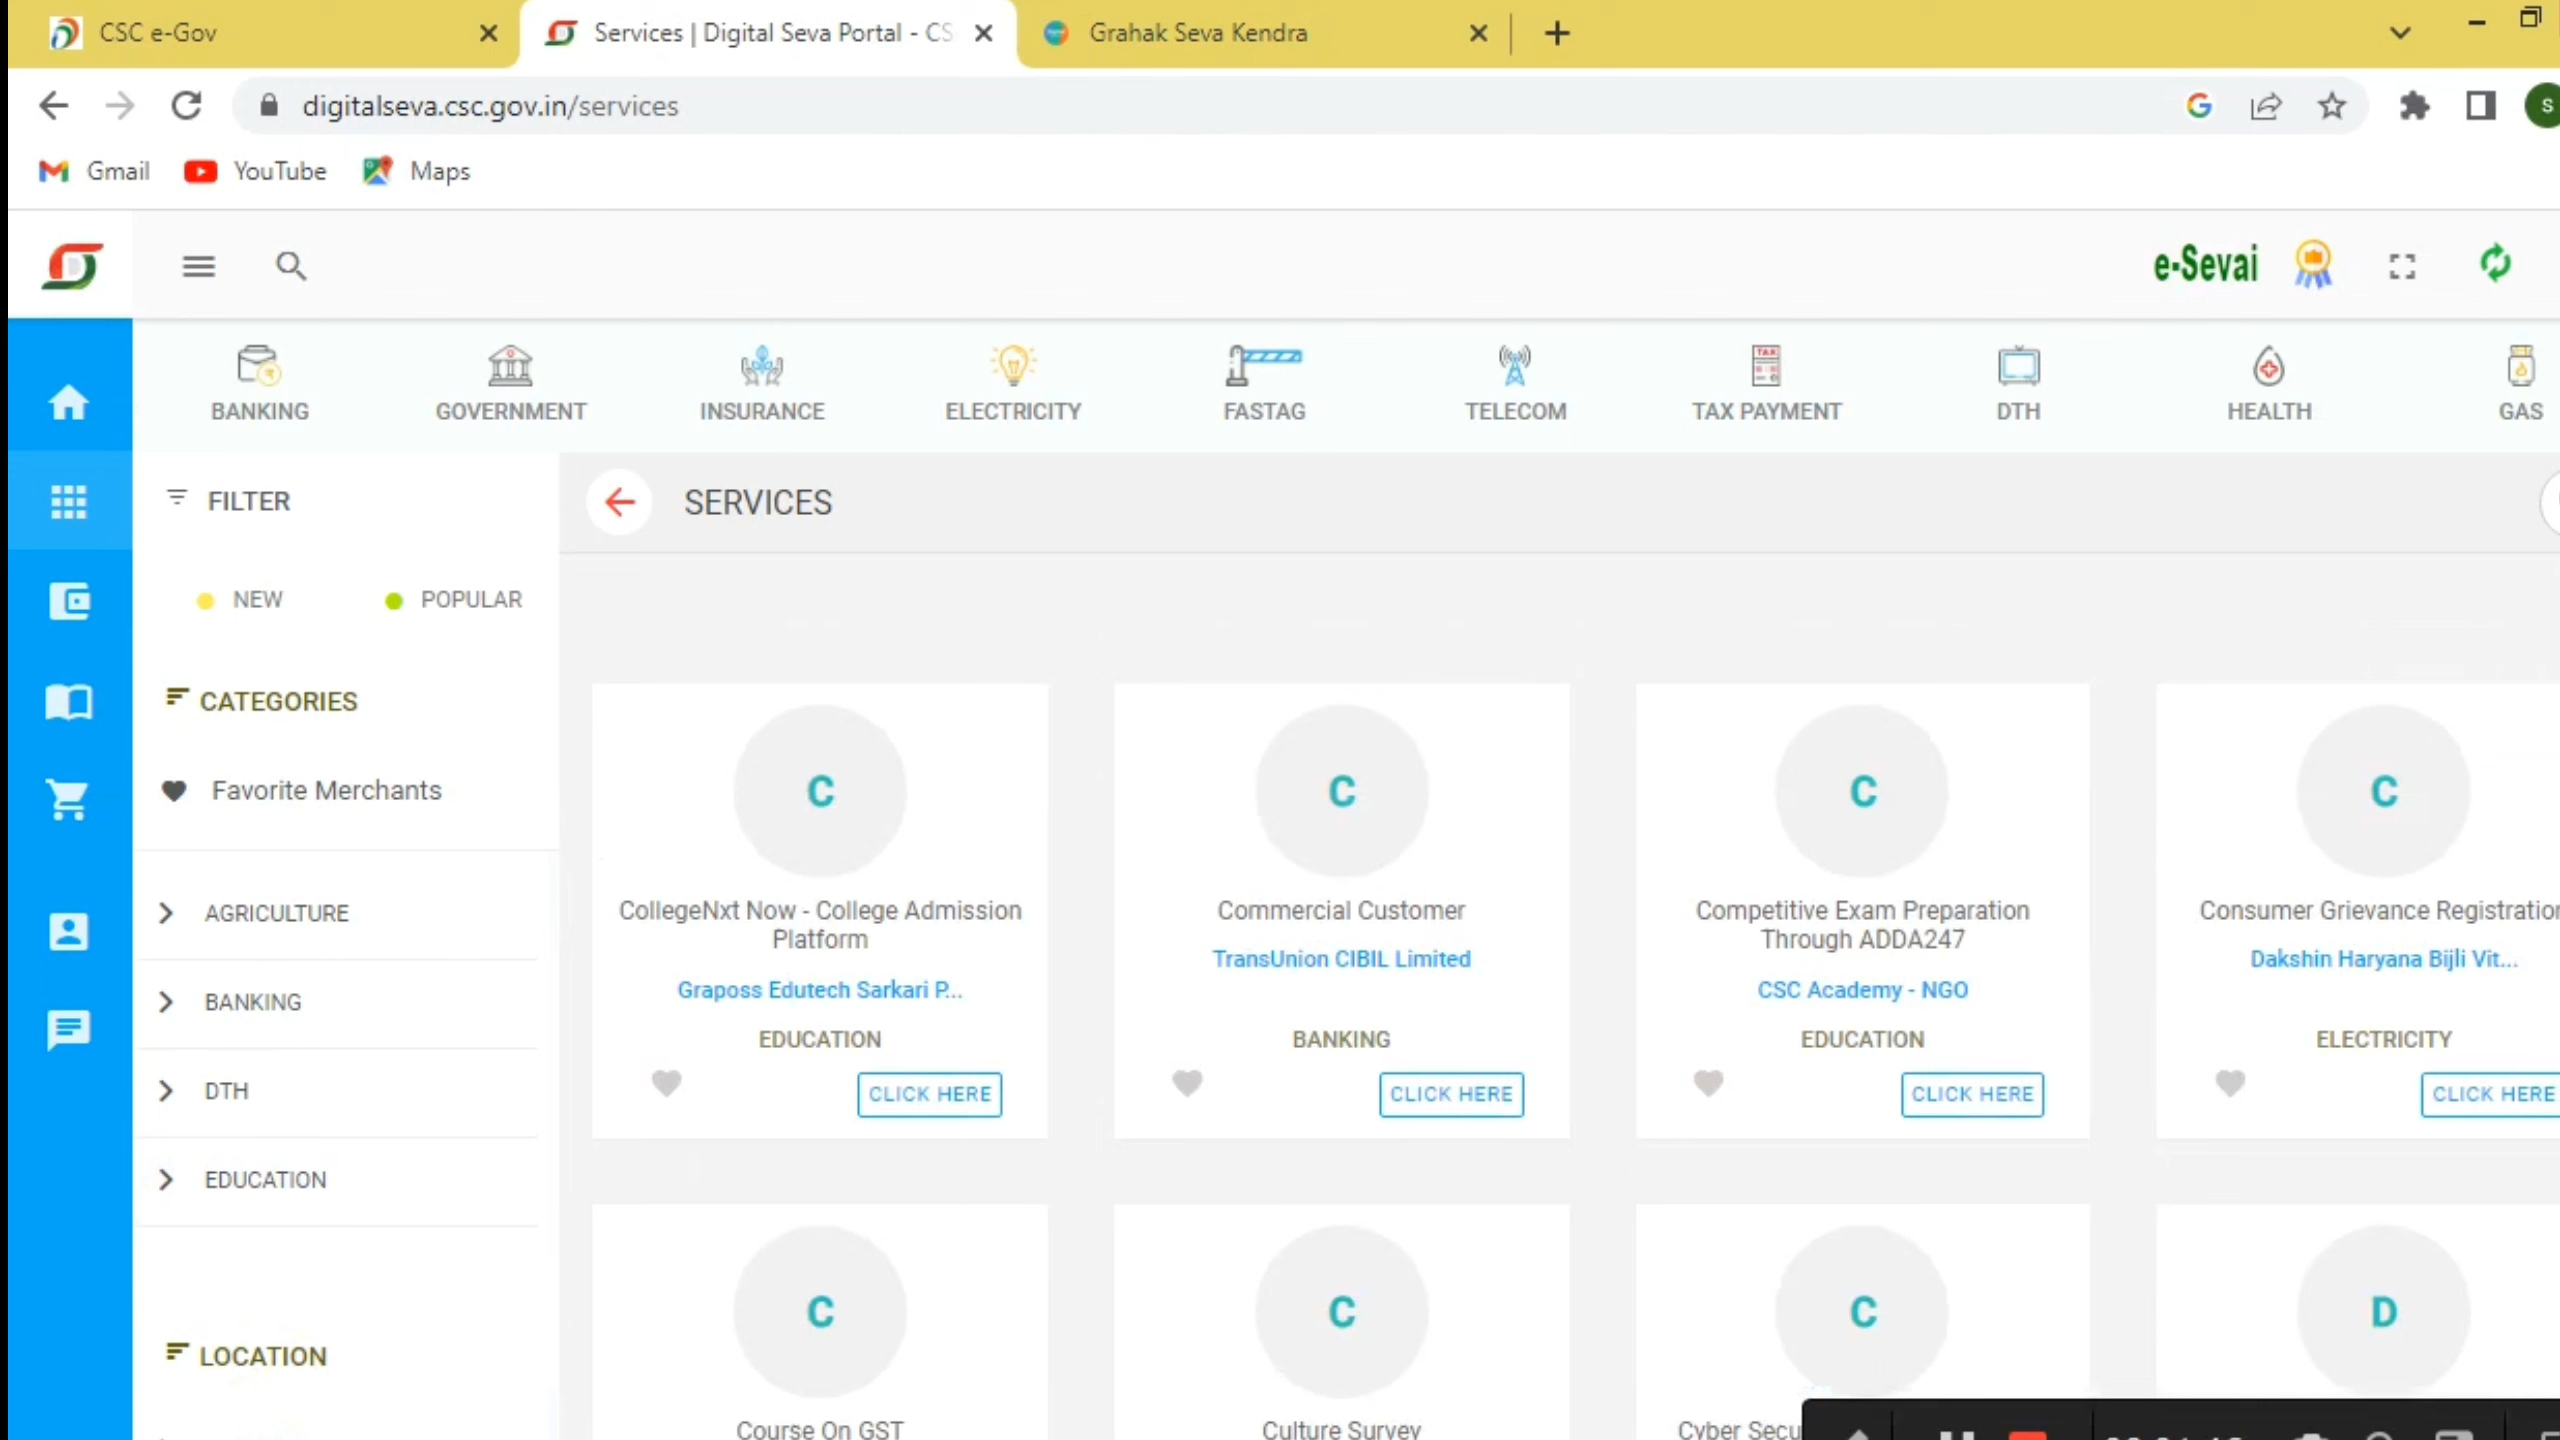 CSC e-Gov
Services | Digital Seva Portal - CS
Grahak Seva Kendra
digitalseva.csc.gov.in/services
S
Gmail
YouTube
Maps
e-Sevai
BANKING
GOVERNMENT
INSURANCE
ELECTRICITY
FASTAG
TELECOM
TAX
TAX PAYMENT
DTH
HEALTH
GAS
FILTER
SERVICES
NEW
POPULAR
CATEGORIES
Favorite Merchants
AGRICULTURE
BANKING
DTH
EDUCATION
LOCATION
C
CollegeNxt Now - College Admission
Platform
Graposs Edutech Sarkari P...
EDUCATION
CLICK HERE
C
Commercial Customer
TransUnion CIBIL Limited
BANKING
CLICK HERE
C
Competitive Exam Preparation
Through ADDA247
CSC Academy - NGO
EDUCATION
CLICK HERE
C
Consumer Grievance Registration
Dakshin Haryana Bijli Vit...
ELECTRICITY
CLICK HERE
C
Course On GST
C
Culture Survey
C
Cyber Secu
D